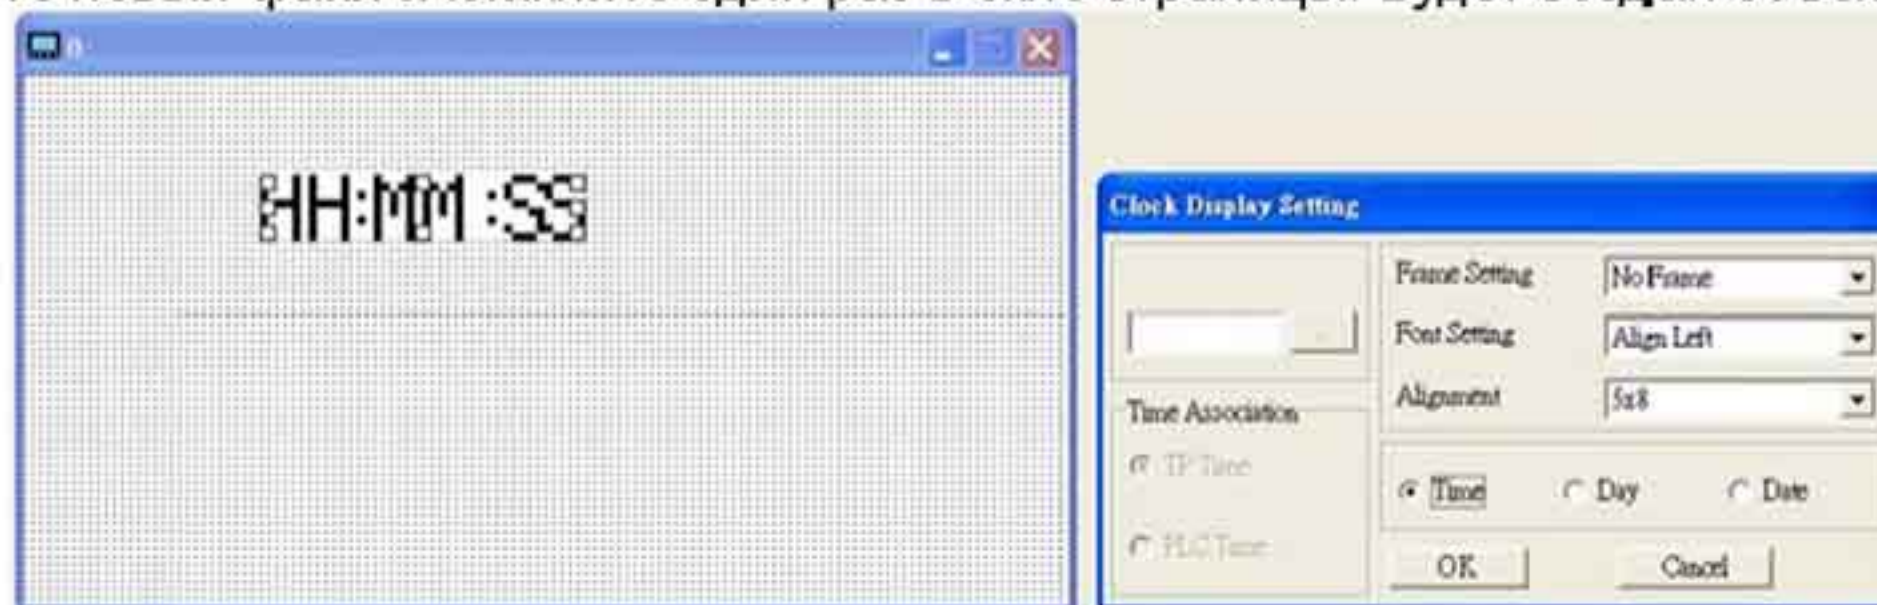 0
HH:MM :SS
Clock Display Setting
Frame Setting No Frame
Font Setting Align Left
Alignment 5x8
Time Association
TP Time
PLC Time
Time Day Date
OK Cancel